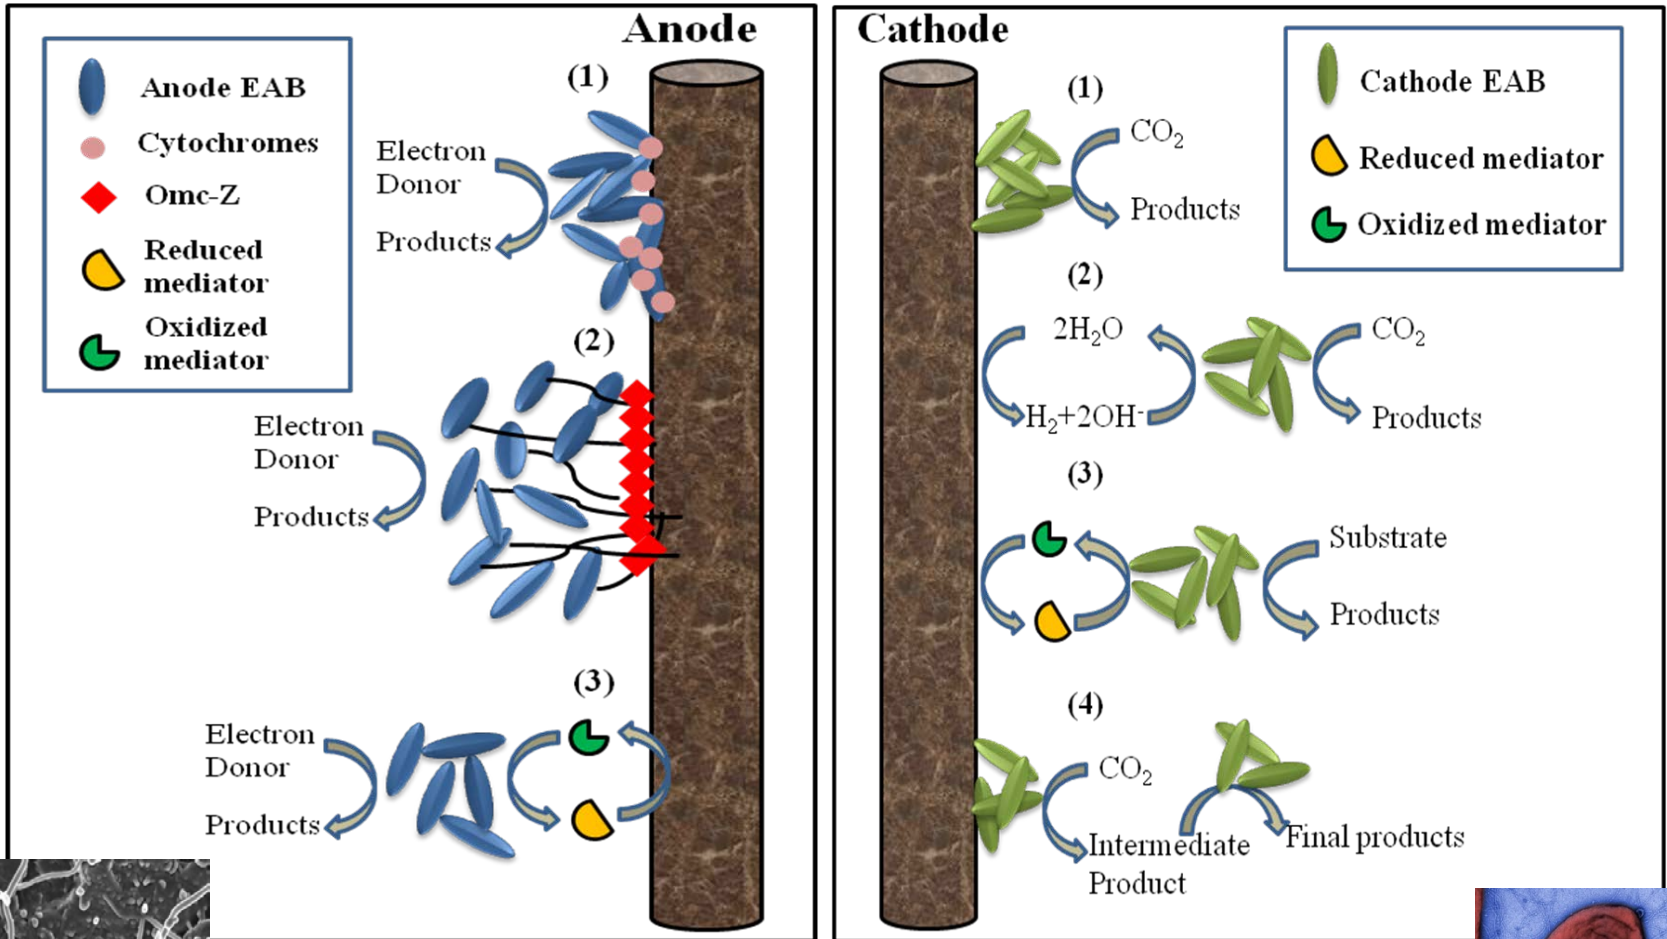 Anode
Anode EAB
Cytochromes
Omc-Z
Reduced
mediator
Oxidized
mediator
(1)
Electron
Donor
Products
(2)
Electron
Donor
Products
(3)
Electron
Donor
Products
Cathode
Cathode EAB
Reduced mediator
Oxidized mediator
(1)
CO₂
Products
(2)
2H₂O
H₂+2OH⁻
CO₂
Products
(3)
Substrate
Products
(4)
CO₂
Intermediate
Product
Final products